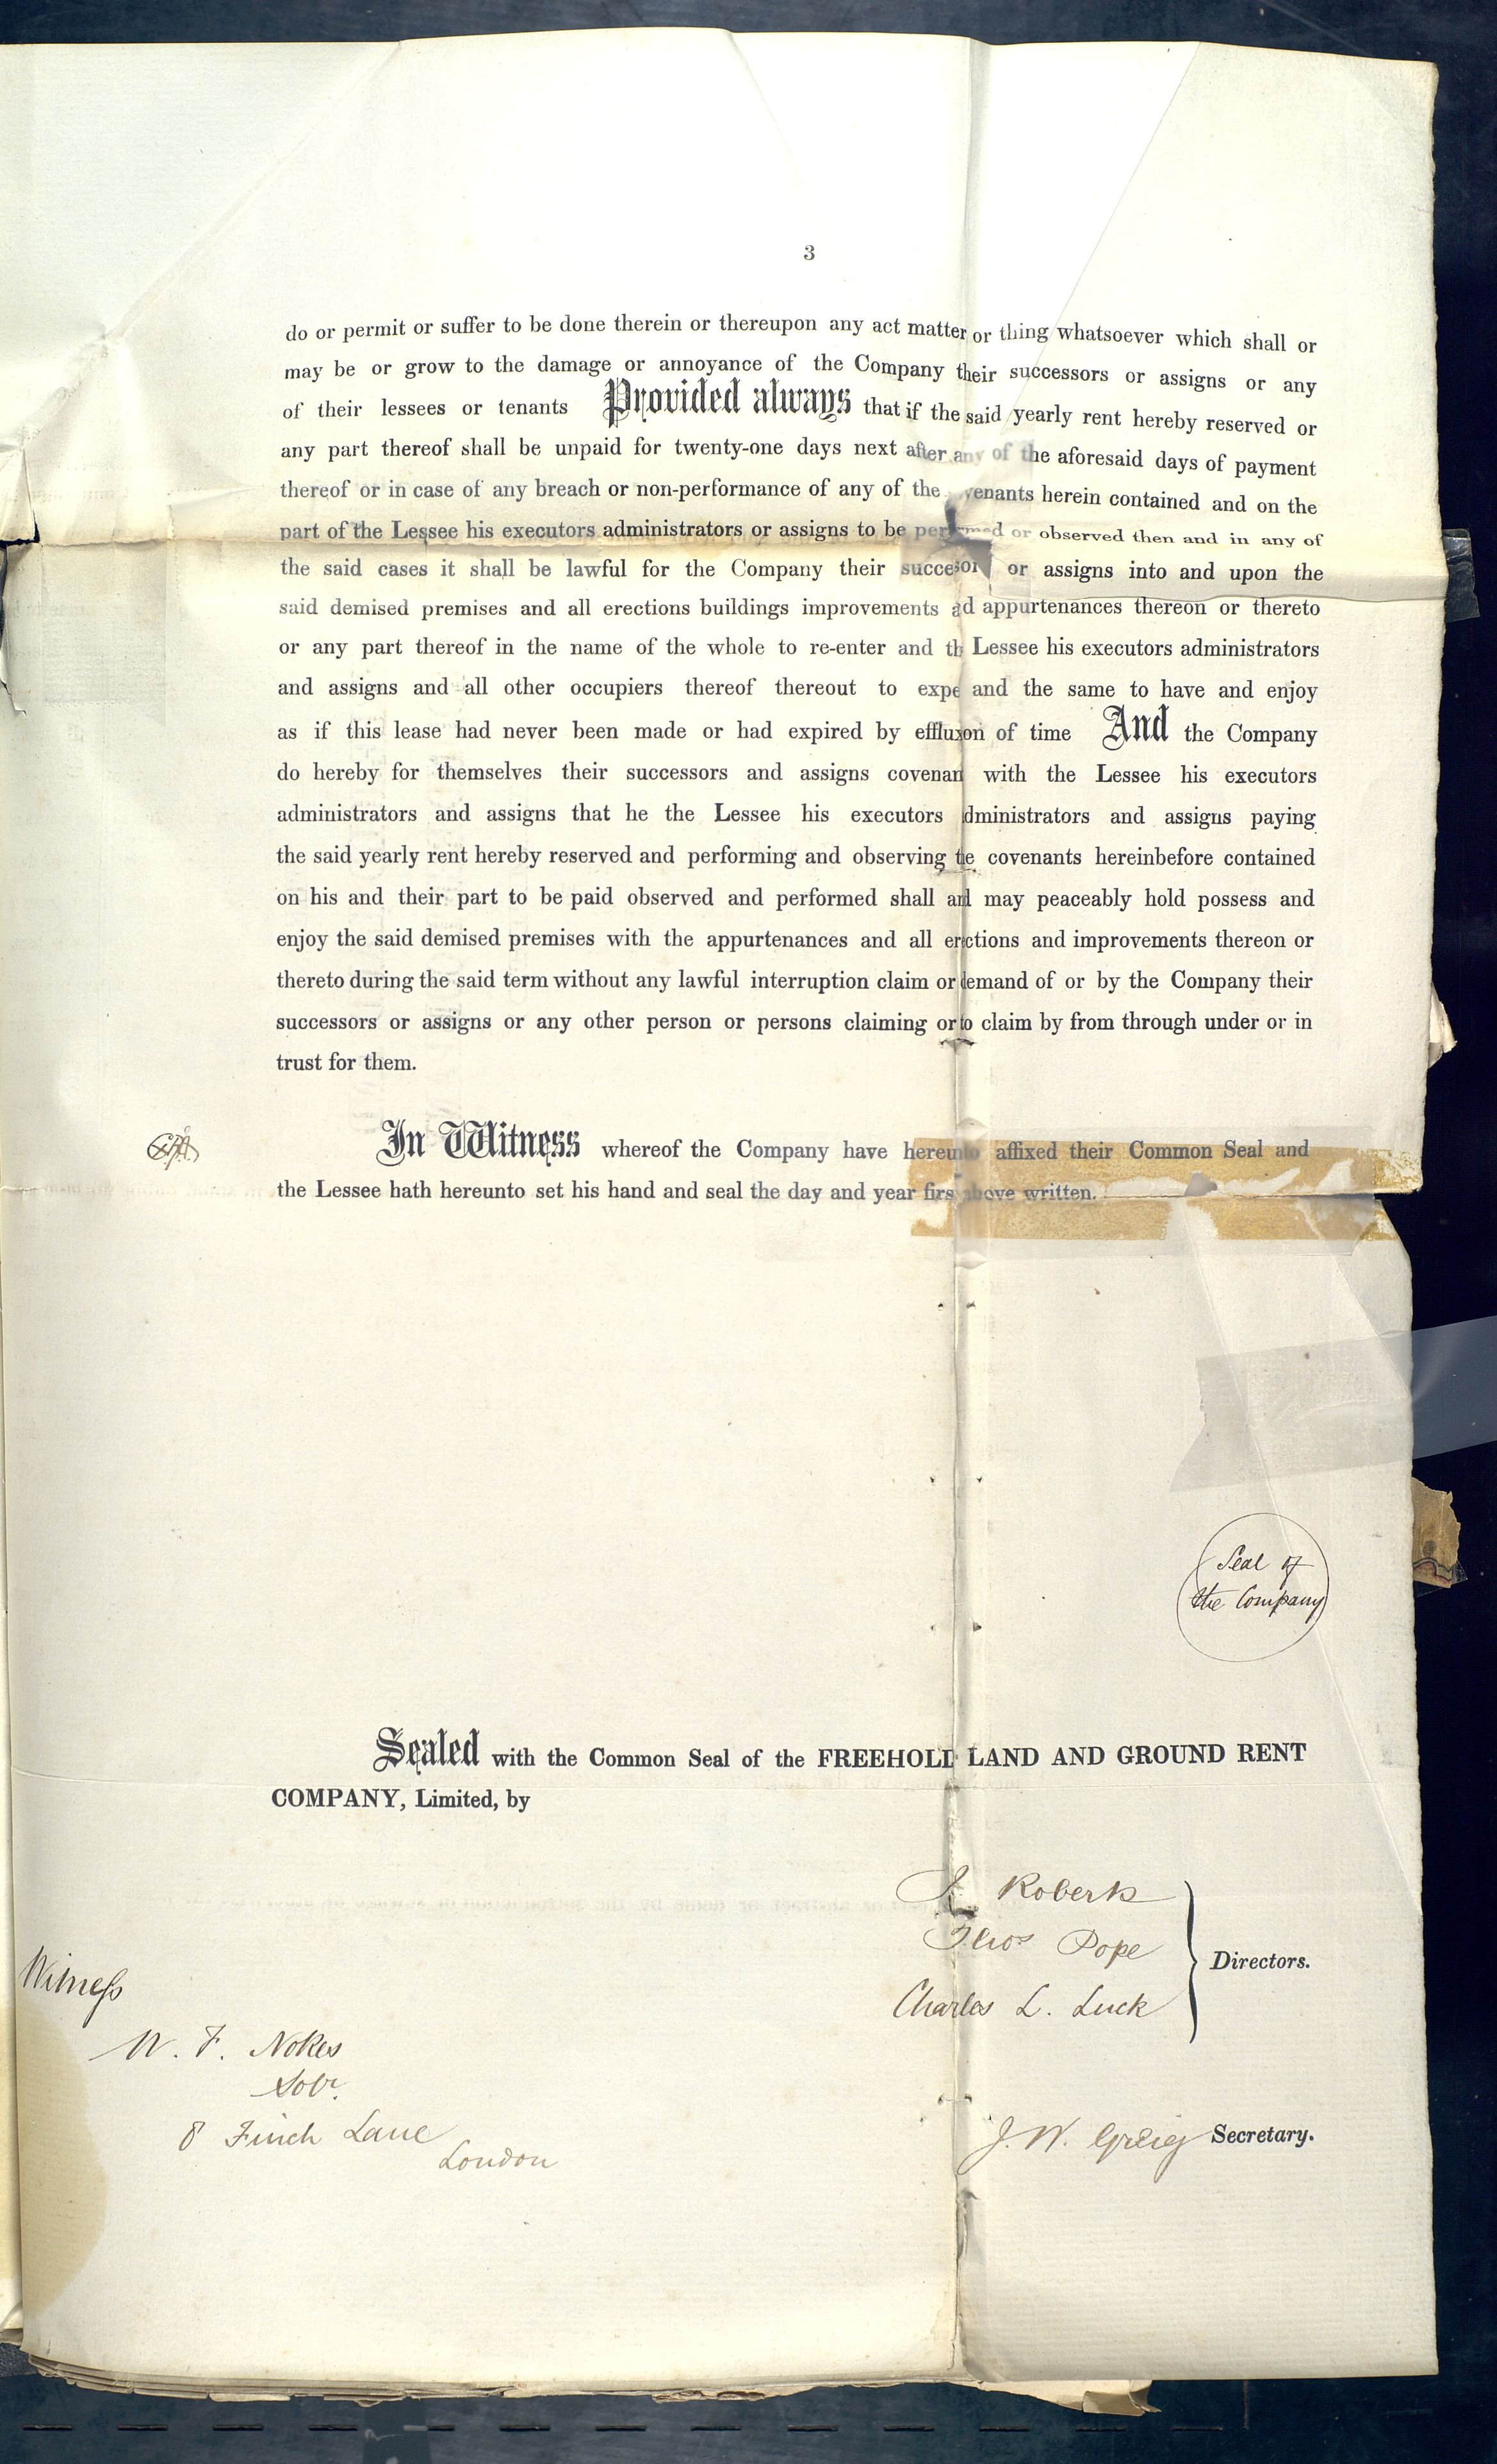 3
do or permit or suffer to be done therein or thereupon any act matter or thing whatsoever which shall or
may be or grow to the damage or annoyance of the Company their successors or assigns or any
of their lessees or tenants Provided always that if the said yearly rent hereby reserved or
any part thereof shall be unpaid for twenty-one days next after any of the aforesaid days of payment
thereof or in case of any breach or non-performance of any of the venants herein contained and on the
part of the Lessee his executors administrators or assigns to be performed or observed then and in any of
the said cases it shall be lawful for the Company their successors or assigns into and upon the
said demised premises and all erections buildings improvements and appurtenances thereon or thereto
or any part thereof in the name of the whole to re-enter and the Lessee his executors administrators
and assigns and all other occupiers thereof thereout to expel and the same to have and enjoy
as if this lease had never been made or had expired by effluxion of time And the Company
do hereby for themselves their successors and assigns covenant with the Lessee his executors
administrators and assigns that he the Lessee his executors administrators and assigns paying
the said yearly rent hereby reserved and performing and observing the covenants hereinbefore contained
on his and their part to be paid observed and performed shall and may peaceably hold possess and
enjoy the said demised premises with the appurtenances and all erections and improvements thereon or
thereto during the said term without any lawful interruption claim or demand of or by the Company their
successors or assigns or any other person or persons claiming or to claim by from through under or in
trust for them.
In Witness whereof the Company have hereunto affixed their Common Seal and
the Lessee hath hereunto set his hand and seal the day and year first above written.
Seal of
the Company
Sealed with the Common Seal of the FREEHOLD LAND AND GROUND RENT
COMPANY, Limited, by
J Roberts
Thos Pope
Directors.
Charles L. Luck
Witness
W. F. Nokes
Solr.
8 Finch Lane
London
J. W. Greig Secretary.